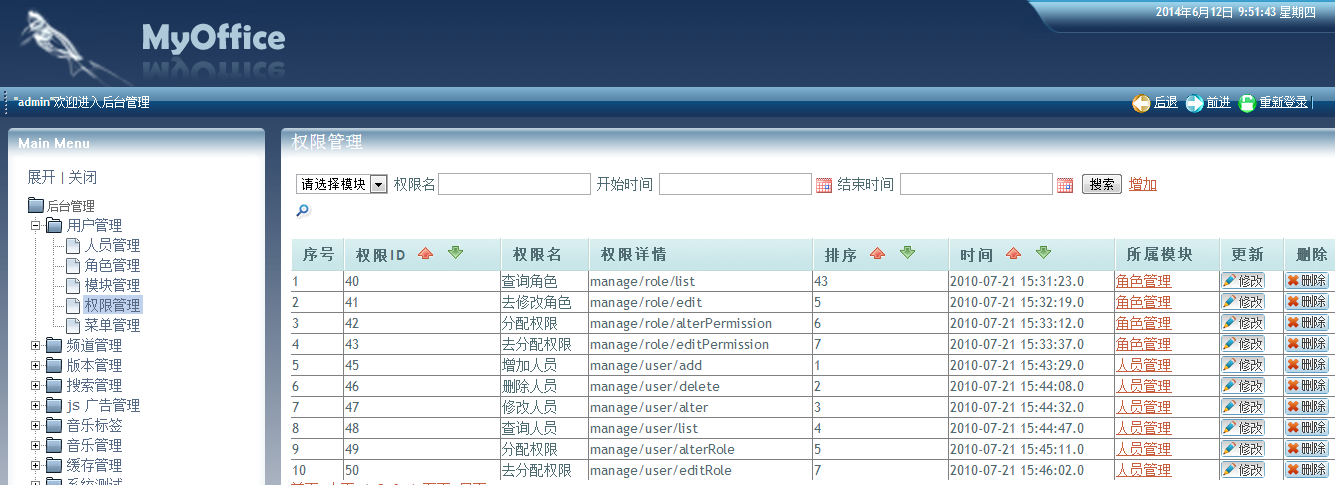 MyOffice
2014年6月12日 9:51:43 星期四
"admin"欢迎进入后台管理
后退 前进 重新登录 |
Main Menu
展开 | 关闭
后台管理
用户管理
人员管理
角色管理
模块管理
权限管理
菜单管理
频道管理
版本管理
搜索管理
js 广告管理
音乐标签
音乐管理
缓存管理
系统测试
权限管理
请选择模块 权限名 开始时间 结束时间 搜索 增加
序号 权限ID 权限名 权限详情 排序 时间 所属模块 更新 删除
1 40 查询角色 manage/role/list 43 2010-07-21 15:31:23.0 角色管理 修改 删除
2 41 去修改角色 manage/role/edit 5 2010-07-21 15:32:19.0 角色管理 修改 删除
3 42 分配权限 manage/role/alterPermission 6 2010-07-21 15:33:12.0 角色管理 修改 删除
4 43 去分配权限 manage/role/editPermission 7 2010-07-21 15:33:37.0 角色管理 修改 删除
5 45 增加人员 manage/user/add 1 2010-07-21 15:43:29.0 人员管理 修改 删除
6 46 删除人员 manage/user/delete 2 2010-07-21 15:44:08.0 人员管理 修改 删除
7 47 修改人员 manage/user/alter 3 2010-07-21 15:44:32.0 人员管理 修改 删除
8 48 查询人员 manage/user/list 4 2010-07-21 15:44:47.0 人员管理 修改 删除
9 49 分配权限 manage/user/alterRole 5 2010-07-21 15:45:11.0 人员管理 修改 删除
10 50 去分配权限 manage/user/editRole 7 2010-07-21 15:46:02.0 人员管理 修改 删除